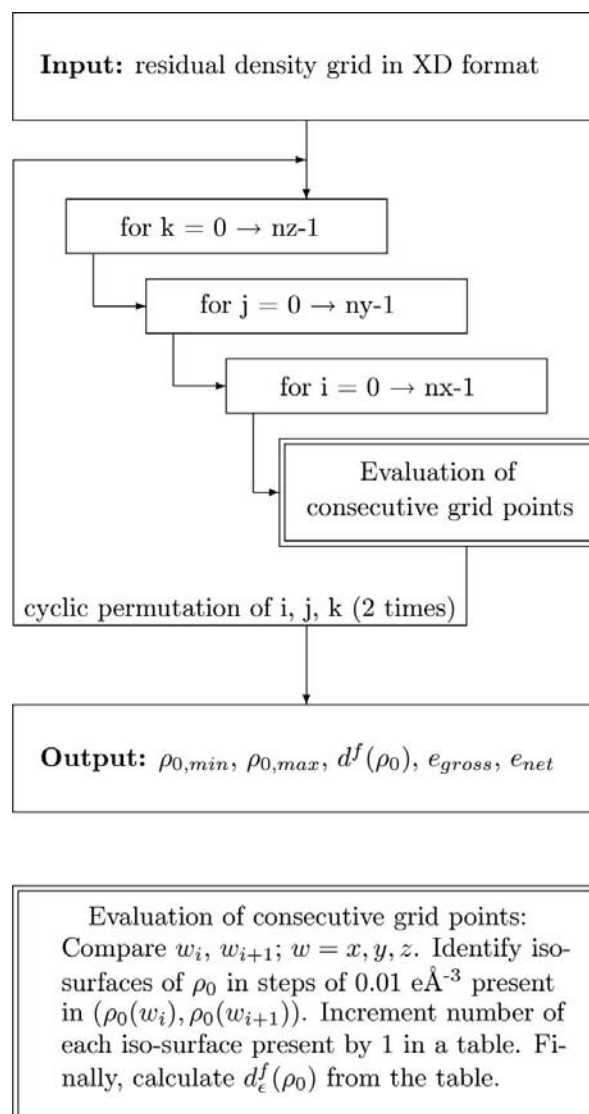 Input: residual density grid in XD format
for k = 0 → nz-1
for j = 0 → ny-1
for i = 0 → nx-1
Evaluation of
consecutive grid points
cyclic permutation of i, j, k (2 times)
Output: ρ0,min, ρ0,max, d^f(ρ0), e_gross, e_net
Evaluation of consecutive grid points:
Compare w_i, w_{i+1}; w = x, y, z. Identify iso-
surfaces of ρ0 in steps of 0.01 eÅ^-3 present
in (ρ0(w_i), ρ0(w_{i+1})). Increment number of
each iso-surface present by 1 in a table. Fi-
nally, calculate d^f_ϵ(ρ0) from the table.